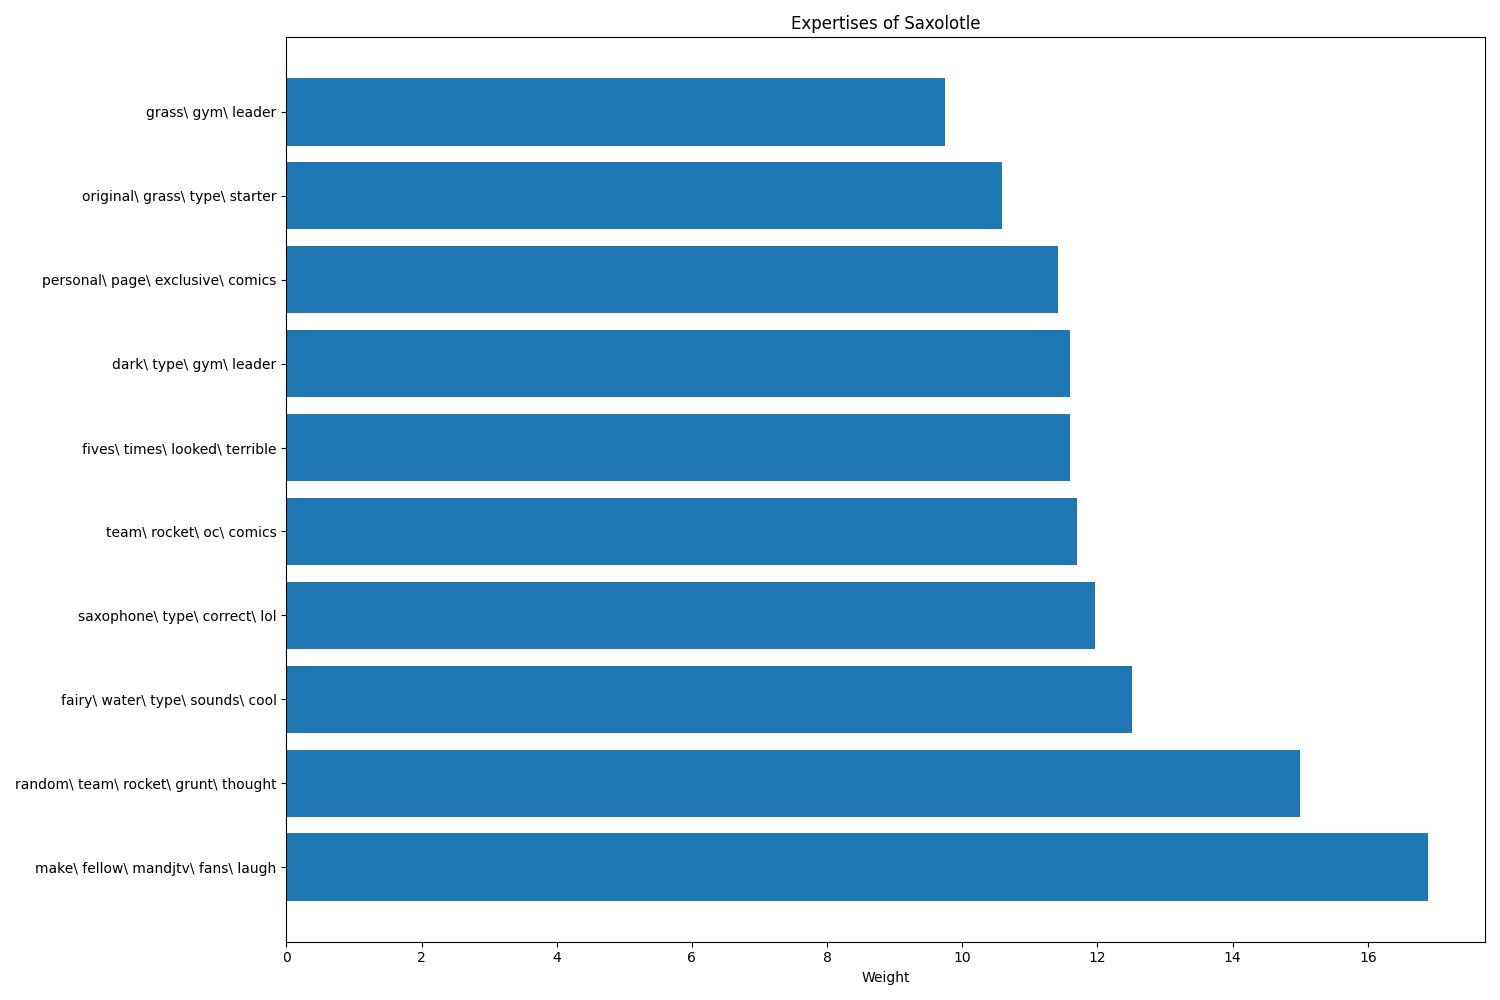 Expertises of Saxolotle
grass\ gym\ leader
original\ grass\ type\ starter
personal\ page\ exclusive\ comics
dark\ type\ gym\ leader
fives\ times\ looked\ terrible
team\ rocket\ oc\ comics
saxophone\ type\ correct\ lol
fairy\ water\ type\ sounds\ cool
random\ team\ rocket\ grunt\ thought
make\ fellow\ mandjtv\ fans\ laugh
0 2 4 6 8 10 12 14 16
Weight